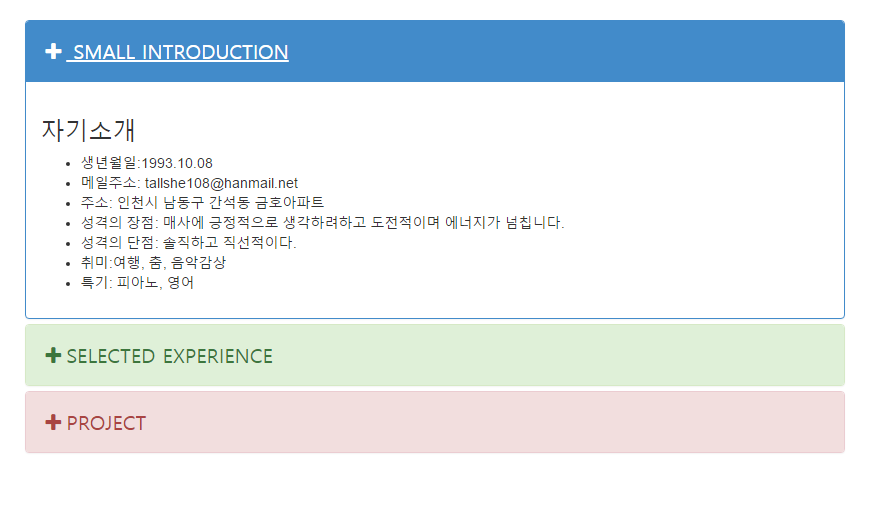 SMALL INTRODUCTION
자기소개
생년월일:1993.10.08
메일주소: tallshe108@hanmail.net
주소: 인천시 남동구 간석동 금호아파트
성격의 장점: 매사에 긍정적으로 생각하려하고 도전적이며 에너지가 넘칩니다.
성격의 단점: 솔직하고 직선적이다.
취미:여행, 춤, 음악감상
특기: 피아노, 영어
SELECTED EXPERIENCE
PROJECT